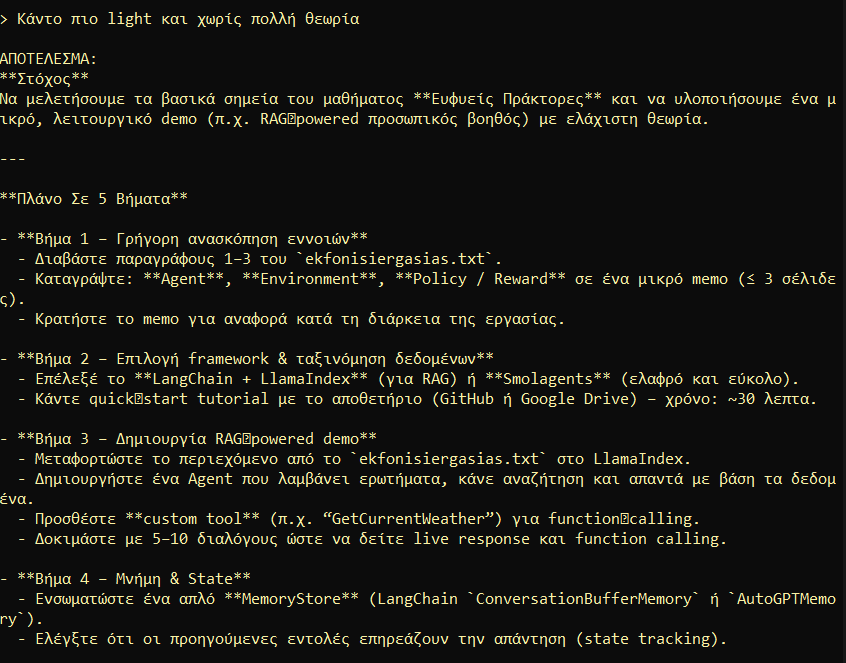 > Κάντο πιο light και χωρίς πολλή θεωρία
ΑΠΟΤΕΛΕΣΜΑ:
**Στόχος**
Να μελετήσουμε τα βασικά σημεία του μαθήματος **Ευφυείς Πράκτορες** και να υλοποιήσουμε ένα μ
ικρό, λειτουργικό demo (π.χ. RAG�powered προσωπικός βοηθός) με ελάχιστη θεωρία.
---
**Πλάνο Σε 5 Βήματα**
- **Βήμα 1 – Γρήγορη ανασκόπηση εννοιών**
- Διαβάστε παραγράφους 1–3 του `ekfonisiergasias.txt`.
- Καταγράψτε: **Agent**, **Environment**, **Policy / Reward** σε ένα μικρό memo (≤ 3 σελίδε
ς).
- Κρατήστε το memo για αναφορά κατά τη διάρκεια της εργασίας.
- **Βήμα 2 – Επιλογή framework & ταξινόμηση δεδομένων**
- Επέλεξέ το **LangChain + LlamaIndex** (για RAG) ή **Smolagents** (ελαφρό και εύκολο).
- Κάντε quick�start tutorial με το αποθετήριο (GitHub ή Google Drive) – χρόνο: ~30 λεπτα.
- **Βήμα 3 – Δημιουργία RAG�powered demo**
- Μεταφορτώστε το περιεχόμενο από το `ekfonisiergasias.txt` στο LlamaIndex.
- Δημιουργήστε ένα Agent που λαμβάνει ερωτήματα, κάνε αναζήτηση και απαντά με βάση τα δεδομ
ένα.
- Προσθέστε **custom tool** (π.χ. “GetCurrentWeather”) για function�calling.
- Δοκιμάστε με 5–10 διαλόγους ώστε να δείτε live response και function calling.
- **Βήμα 4 – Μνήμη & State**
- Ενσωματώστε ένα απλό **MemoryStore** (LangChain `ConversationBufferMemory` ή `AutoGPTMemo
ry`).
- Ελέγξτε ότι οι προηγούμενες εντολές επηρεάζουν την απάντηση (state tracking).